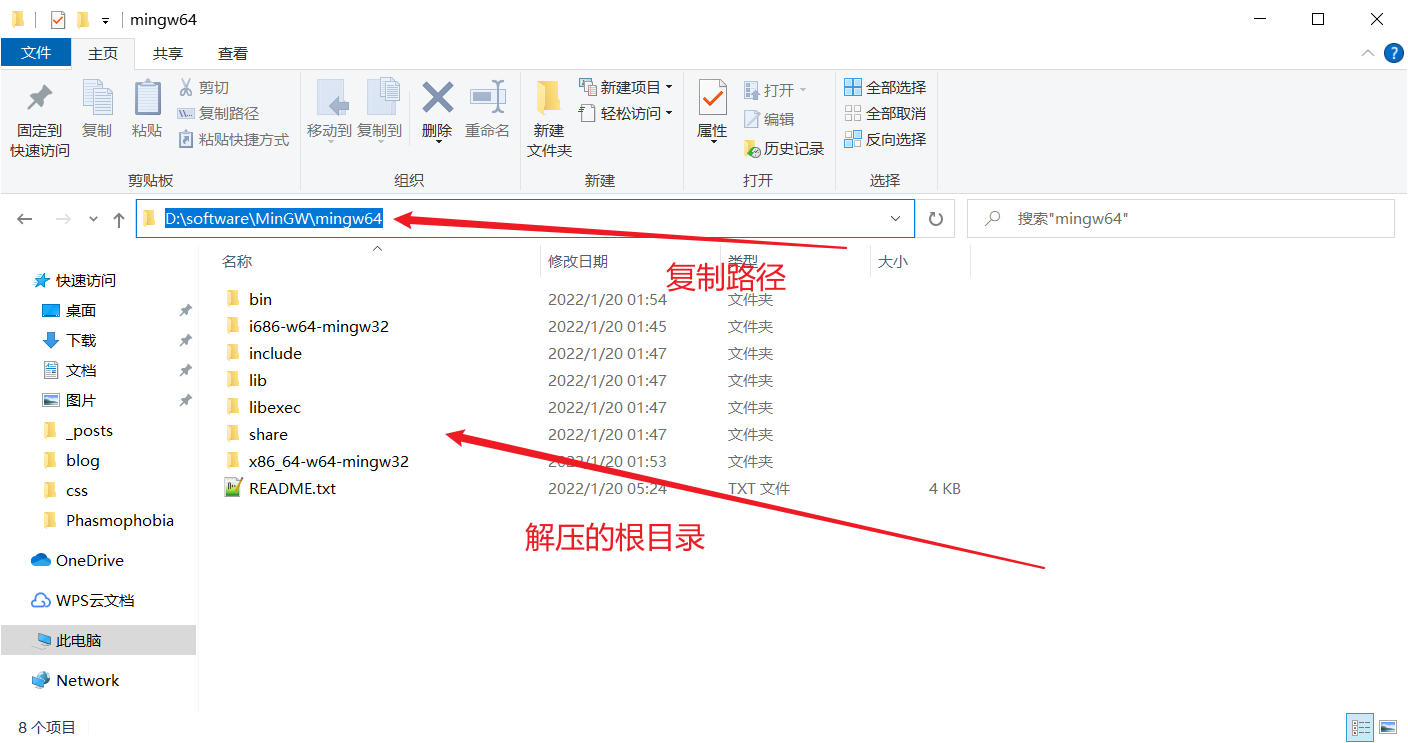 mingw64
文件 主页 共享 查看
固定到
快速访问
复制
粘贴
剪切
复制路径
粘贴快捷方式
移动到
复制到
删除
重命名
新建
文件夹
新建项目
轻松访问
属性
打开
编辑
历史记录
全部选择
全部取消
反向选择
剪贴板 组织 新建 打开 选择
D:\software\MinGW\mingw64
搜索"mingw64"
复制路径
名称 修改日期 类型 大小
bin 2022/1/20 01:54 文件夹
i686-w64-mingw32 2022/1/20 01:45 文件夹
include 2022/1/20 01:47 文件夹
lib 2022/1/20 01:47 文件夹
libexec 2022/1/20 01:47 文件夹
share 2022/1/20 01:47 文件夹
x86_64-w64-mingw32 2022/1/20 01:53 文件夹
README.txt 2022/1/20 05:24 TXT 文件 4 KB
解压的根目录
快速访问
桌面
下载
文档
图片
_posts
blog
css
Phasmophobia
OneDrive
WPS云文档
此电脑
Network
8 个项目